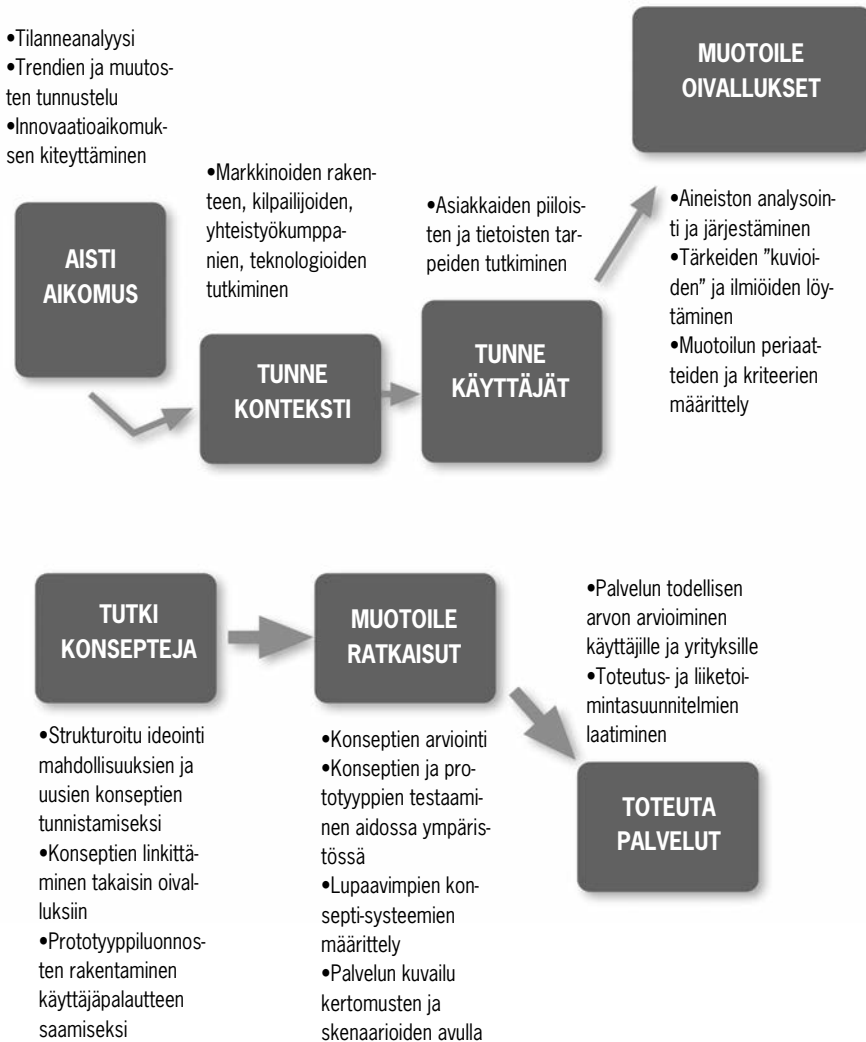 •Tilanneanalyysi
•Trendien ja muutos-
ten tunnustelu
•Innovaatioaikomuk-
sen kiteyttäminen
AISTI
AIKOMUS
•Markkinoiden raken-
teen, kilpailijoiden,
yhteistyökumppa-
nien, teknologioiden
tutkiminen
TUNNE
KONTEKSTI
•Asiakkaiden piilois-
ten ja tietoisten tar-
peiden tutkiminen
TUNNE
KÄYTTÄJÄT
MUOTOILE
OIVALLUKSET
•Aineiston analysoin-
ti ja järjestäminen
•Tärkeiden ”kuvioi-
den” ja ilmiöiden löy-
täminen
•Muotoilun periaat-
teiden ja kriteerien
määrittely
TUTKI
KONSEPTEJA
•Strukturoitu ideointi
mahdollisuuksien ja
uusien konseptien
tunnistamiseksi
•Konseptien linkittä-
minen takaisin oival-
luksiin
•Prototyyppiluonnos-
ten rakentaminen
käyttäjäpalautteen
saamiseksi
MUOTOILE
RATKAISUT
•Konseptien arviointi
•Konseptien ja pro-
totyyppien testaami-
nen aidossa ympäris-
tössä
•Lupaavimpien kon-
septi-systeemien
määrittely
•Palvelun kuvailu
kertomusten ja
skenaarioiden avulla
•Palvelun todellisen
arvon arvioiminen
käyttäjille ja yrityksille
•Toteutus- ja liiketoi-
mintasuunnitelmien
laatiminen
TOTEUTA
PALVELUT